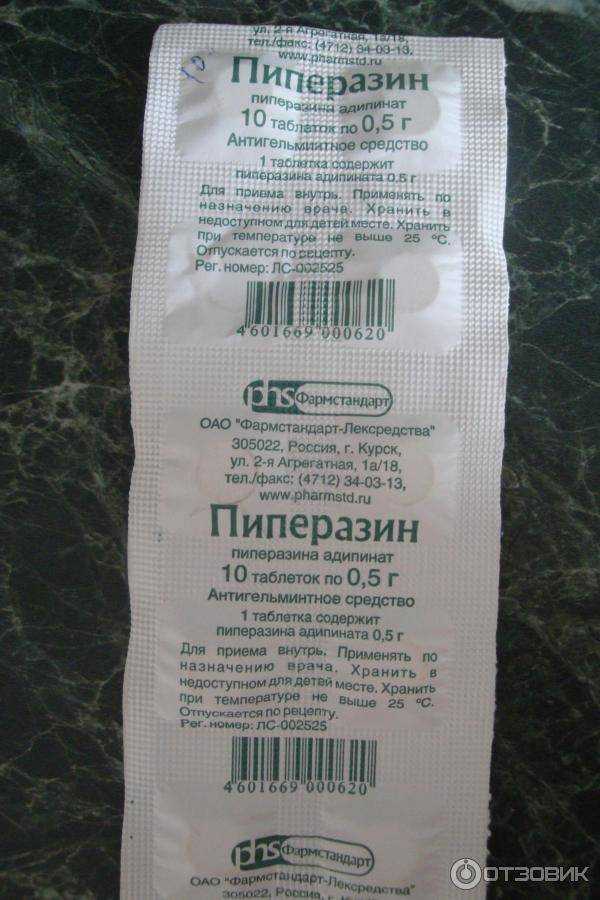 ул. 2-я Агрегатная, 1а/18,
тел./факс: (4712) 34-03-13,
www.pharmstd.ru
Пиперазин
пиперазина адипинат
10 таблеток по 0,5 г
Антигельминтное средство
1 таблетка содержит
пиперазина адипината 0,5 г
Для приема внутрь. Применять по
назначению врача. Хранить в
недоступном для детей месте. Хранить
при температуре не выше 25 °С.
Отпускается по рецепту.
Рег. номер: ЛС-002525
4601669 000620
phs Фармстандарт
ОАО "Фармстандарт-Лексредства"
305022, Россия, г. Курск,
ул. 2-я Агрегатная, 1а/18,
тел./факс: (4712) 34-03-13,
www.pharmstd.ru
Пиперазин
пиперазина адипинат
10 таблеток по 0,5 г
Антигельминтное средство
1 таблетка содержит
пиперазина адипината 0,5 г
Для приема внутрь. Применять по
назначению врача. Хранить в
недоступном для детей месте. Хранить
при температуре не выше 25 °С.
Отпускается по рецепту.
Рег. номер: ЛС-002525
4601669 000620
phs Фармстандарт
ОАО "Фармстандарт-Лексредства"
305022, Россия, г. Курск,
ОТЗОВИК